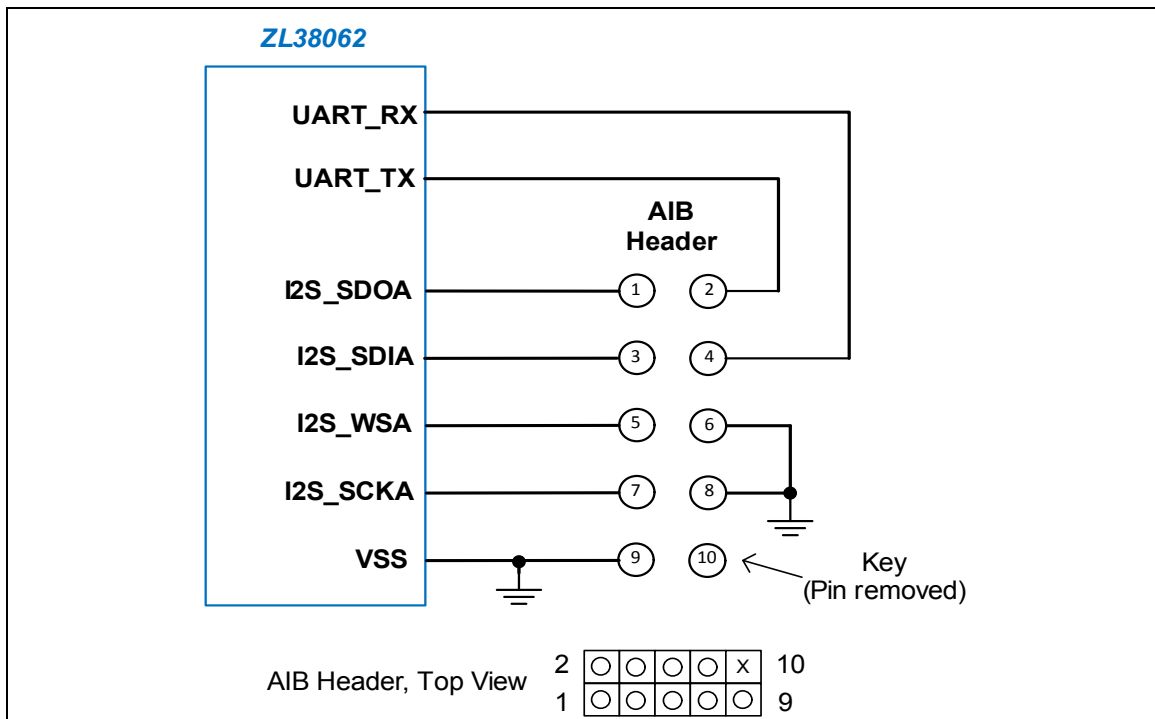 ZL38062
UART_RX
UART_TX
AIB
Header
I2S_SDOA 1 2
I2S_SDIA 3 4
I2S_WSA 5 6
I2S_SCKA 7 8
VSS 9 10
Key
(Pin removed)
AIB Header, Top View
2 X 10
1 9